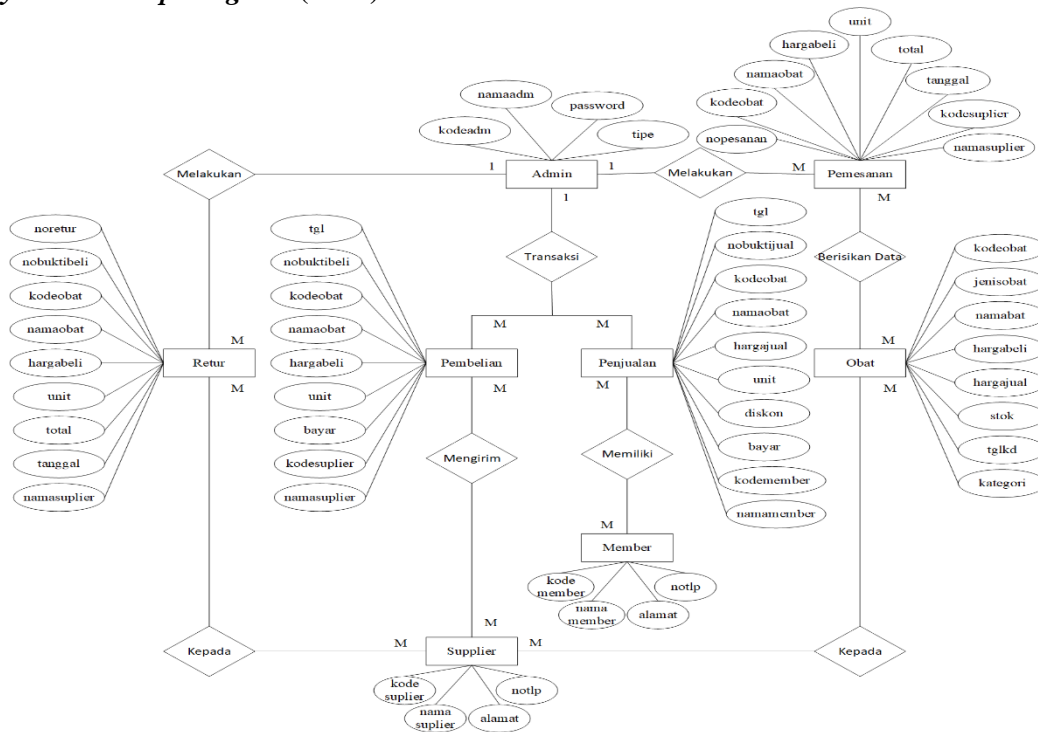 unit
hargabeli
total
namaobat
tanggal
namaadm
password
kodeobat
kodesuplier
kodeadm
tipe
nopesanan
namasuplier
Melakukan
1
Admin
1
Melakukan
M
Pemesanan
1
M
noretur
nobuktibeli
kodeobat
namaobat
hargabeli
unit
total
tanggal
namasuplier
M
Retur
M
tgl
nobuktibeli
kodeobat
namaobat
hargabeli
unit
bayar
kodesuplier
namasuplier
Transaksi
M
M
Pembelian
M
Penjualan
M
tgl
nobuktijual
kodeobat
namaobat
hargajual
unit
diskon
bayar
kodemember
namamember
Berisikan Data
M
Obat
M
kodeobat
jenisobat
namabat
hargabeli
hargajual
stok
tglkd
kategori
Mengirim
Memiliki
M
Member
kode
member
nama
member
alamat
notlp
Kepada
M
M
Supplier
M
Kepada
kode
suplier
nama
suplier
alamat
notlp